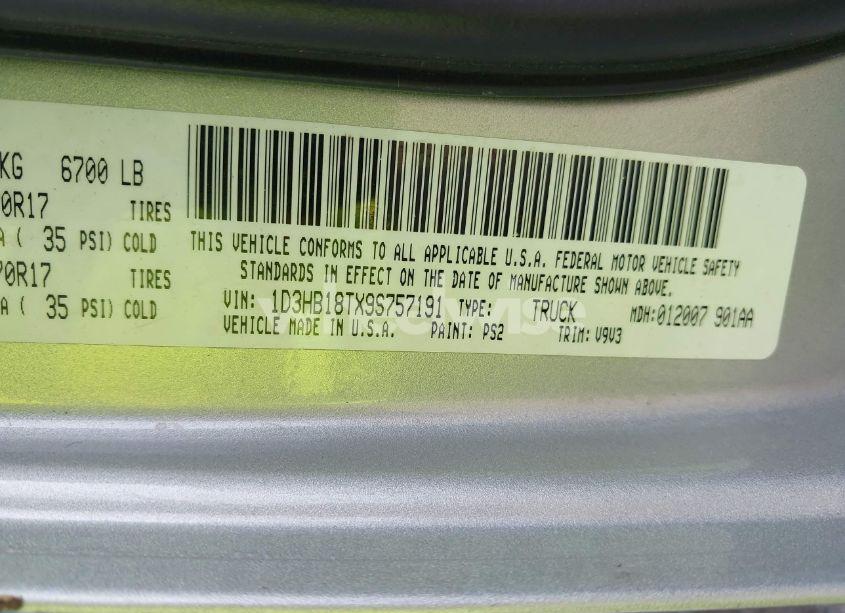 KG 6700 LB
0R17 TIRES
A ( 35 PSI) COLD
70R17 TIRES
A ( 35 PSI) COLD
THIS VEHICLE CONFORMS TO ALL APPLICABLE U.S.A. FEDERAL MOTOR VEHICLE SAFETY
STANDARDS IN EFFECT ON THE DATE OF MANUFACTURE SHOWN ABOVE.
VIN: 1D3HB18TX9S757191 TYPE: TRUCK MDH:012007 901AA
VEHICLE MADE IN U.S.A. PAINT: PS2 TRIM: V9V3